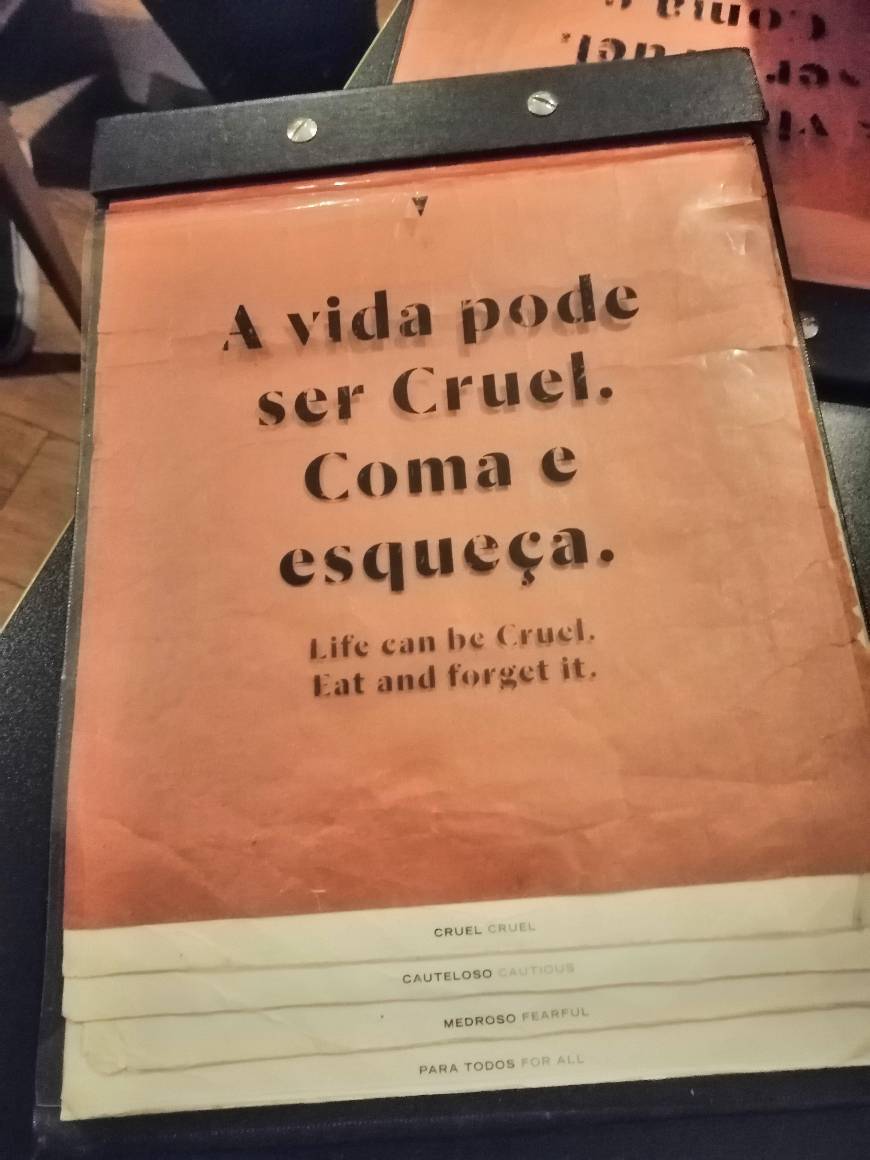 A vida pode
ser Cruel.
Coma e
esqueça.
Life can be Cruel.
Eat and forget it.
CRUEL CRUEL
CAUTELOSO CAUTIOUS
MEDROSO FEARFUL
PARA TODOS FOR ALL